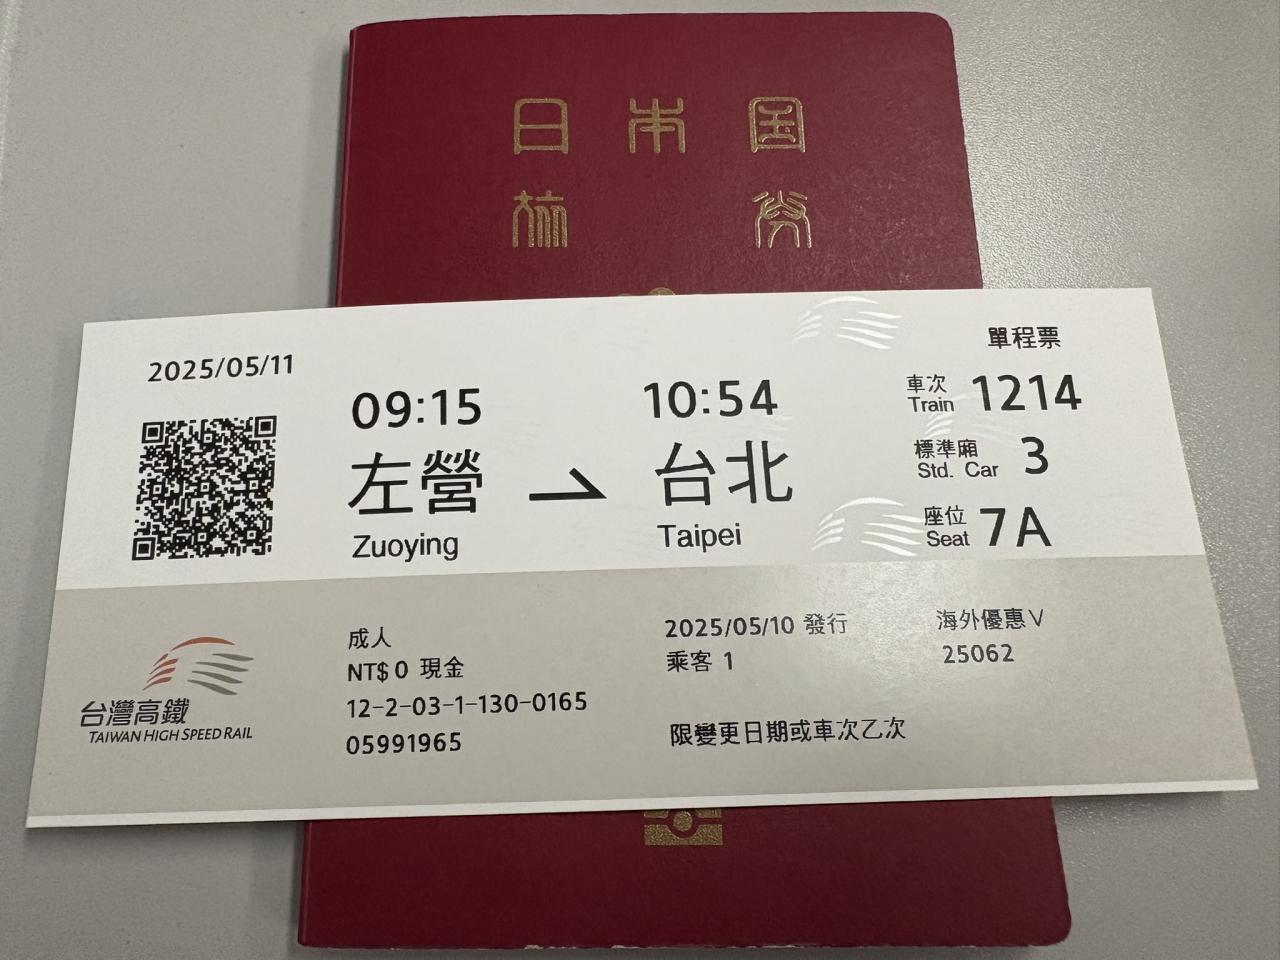 日本国
旅券
2025/05/11
09:15
左營
Zuoying
10:54
台北
Taipei
單程票
車次
Train
1214
標準廂
Std. Car
3
座位
Seat
7A
台灣高鐵
TAIWAN HIGH SPEED RAIL
成人
NT$0 現金
12-2-03-1-130-0165
05991965
2025/05/10 發行
乘客 1
限變更日期或車次乙次
海外優惠V
25062